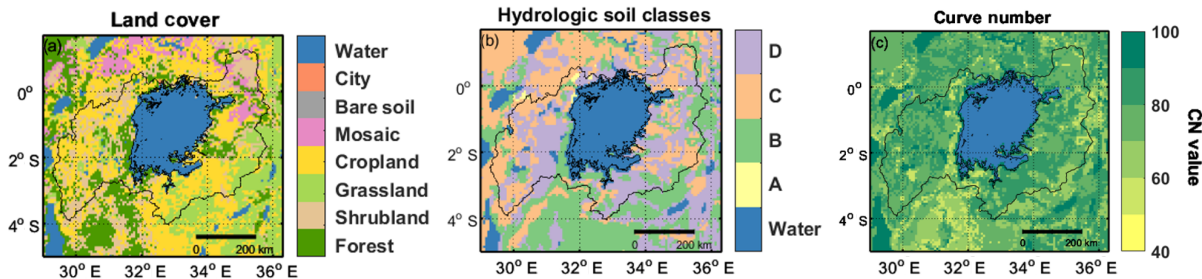 Land cover
(a)
0°
2° S
4° S
30° E 32° E 34° E 36° E
0 200 km
Water
City
Bare soil
Mosaic
Cropland
Grassland
Shrubland
Forest
Hydrologic soil classes
(b)
0°
2° S
4° S
30° E 32° E 34° E 36° E
0 200 km
D
C
B
A
Water
Curve number
(c)
0°
2° S
4° S
30° E 32° E 34° E 36° E
0 200 km
100
80
60
40
CN value